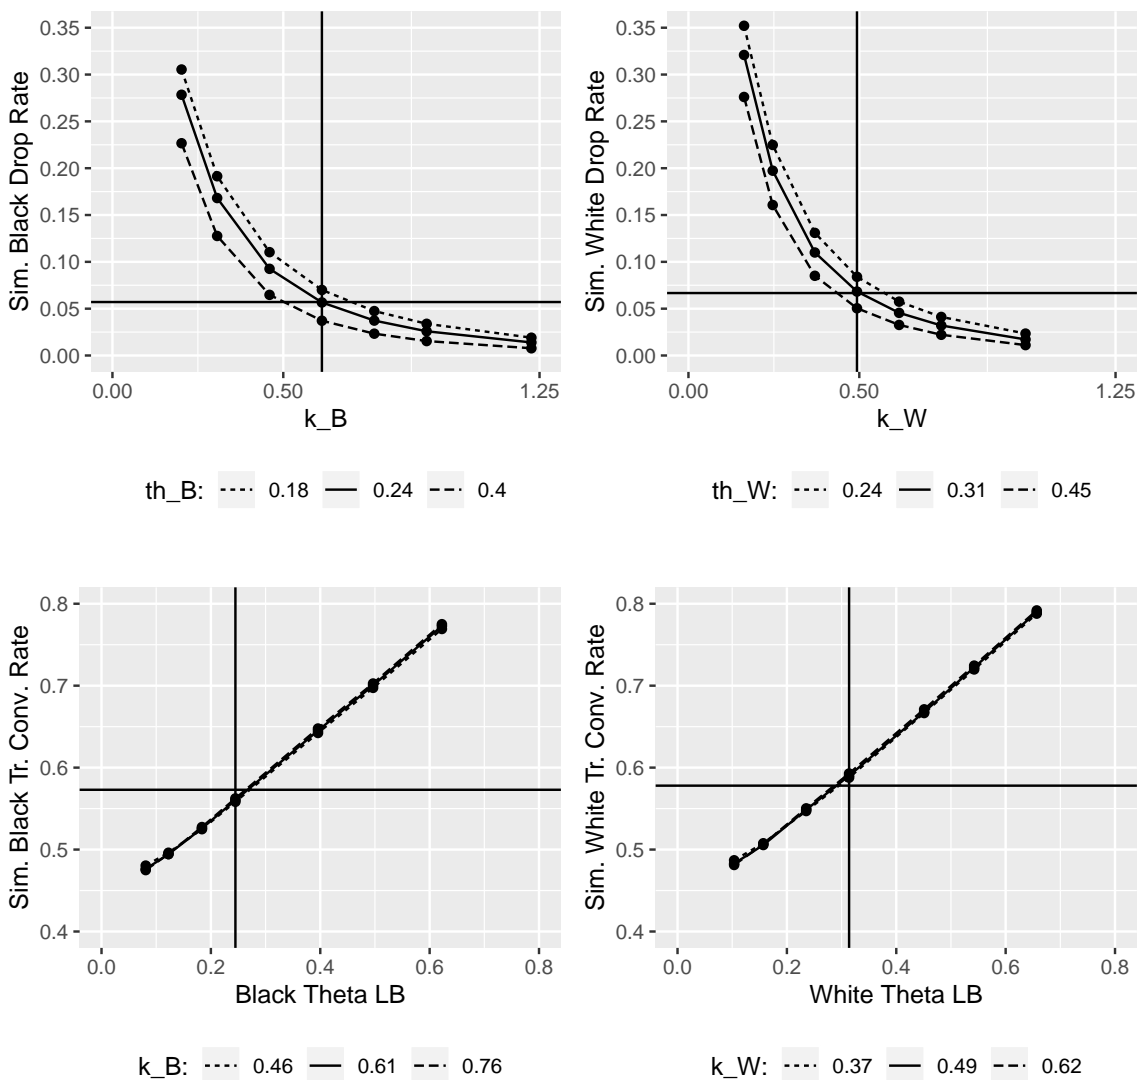 Sim. Black Drop Rate
0.35
0.30
0.25
0.20
0.15
0.10
0.05
0.00
0.00 0.50 1.25
k_B
th_B: 0.18 0.24 0.4
Sim. White Drop Rate
0.35
0.30
0.25
0.20
0.15
0.10
0.05
0.00
0.00 0.50 1.25
k_W
th_W: 0.24 0.31 0.45
Sim. Black Tr. Conv. Rate
0.8
0.7
0.6
0.5
0.4
0.0 0.2 0.4 0.6 0.8
Black Theta LB
k_B: 0.46 0.61 0.76
Sim. White Tr. Conv. Rate
0.8
0.7
0.6
0.5
0.4
0.0 0.2 0.4 0.6 0.8
White Theta LB
k_W: 0.37 0.49 0.62